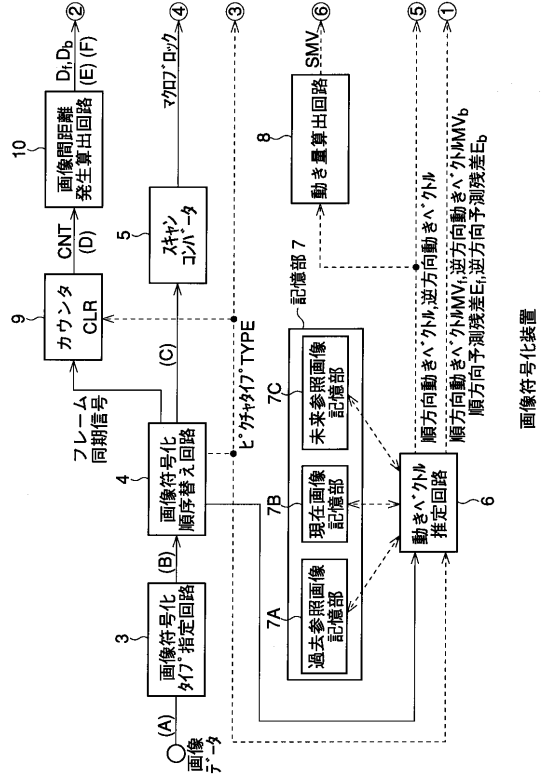 画像
データ
(A)
3
画像符号化
タイプ指定回路
(B)
4
画像符号化
順序替え回路
フレーム
同期信号
9
カウンタ
CLR
CNT
(D)
10
画像間距離
発生算出回路
Df,Db
(E) (F)
②
(C)
5
スキャン
コンバータ
マクロブロック
④
ピクチャタイプTYPE
③
記憶部 7
7A
過去参照画像
記憶部
7B
現在画像
記憶部
7C
未来参照画像
記憶部
8
動き量算出回路
SMV
⑥
6
動きベクトル
推定回路
順方向動きベクトル,逆方向動きベクトル
⑤
順方向動きベクトルMVf,逆方向動きベクトルMVb
順方向予測残差Ef,逆方向予測残差Eb
①
画像符号化装置